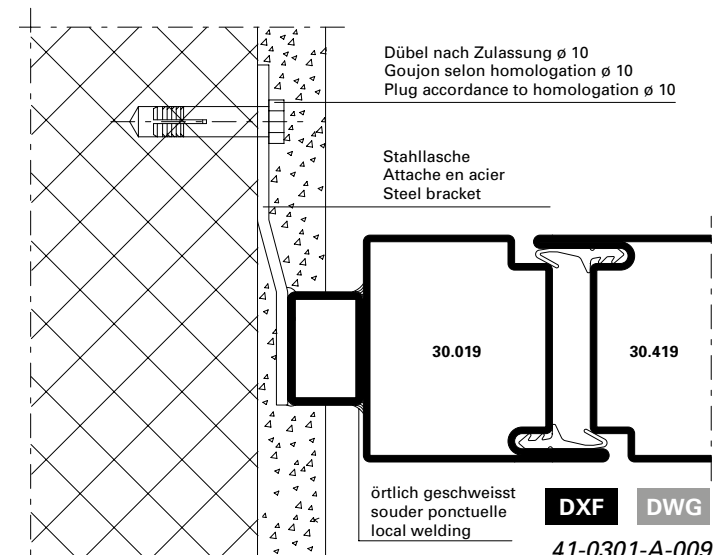 Dübel nach Zulassung ø 10
Goujon selon homologation ø 10
Plug accordance to homologation ø 10
Stahllasche
Attache en acier
Steel bracket
30.019
30.419
örtlich geschweisst
souder ponctuelle
local welding
DXF
DWG
41-0301-A-009